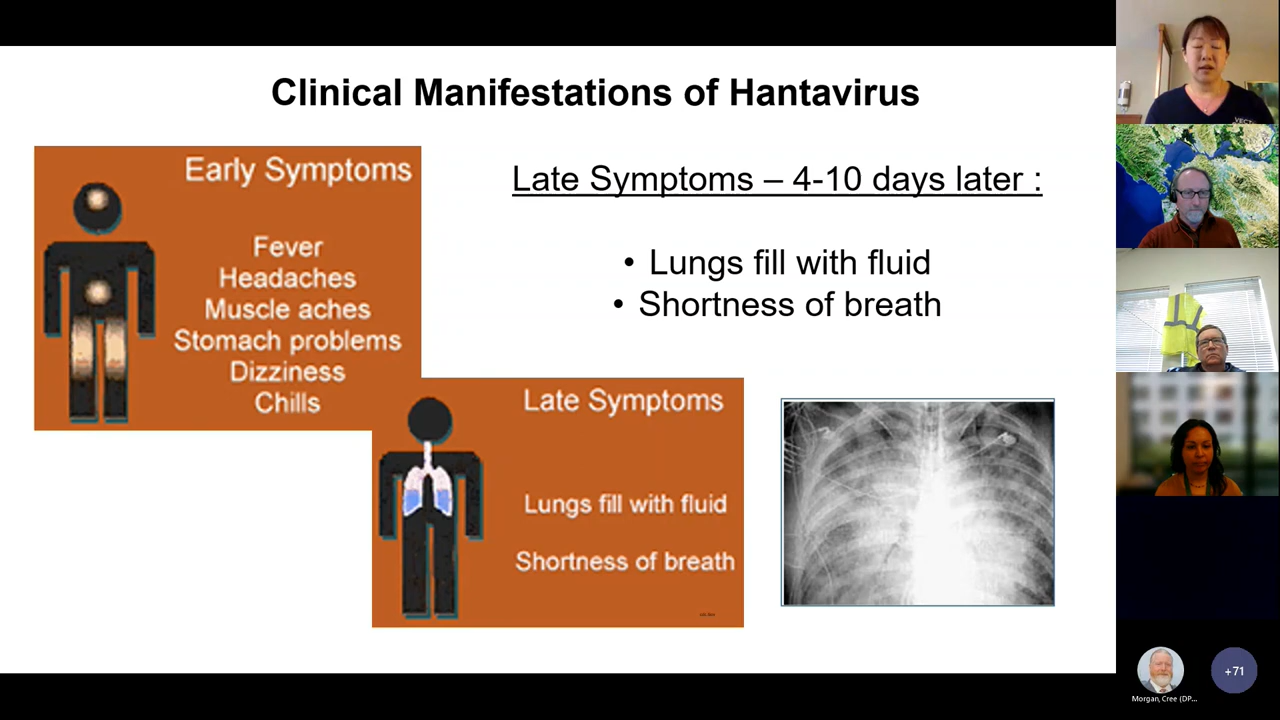 Clinical Manifestations of Hantavirus
Early Symptoms
Fever
Headaches
Muscle aches
Stomach problems
Dizziness
Chills
Late Symptoms – 4-10 days later :
• Lungs fill with fluid
• Shortness of breath
Late Symptoms
Lungs fill with fluid
Shortness of breath
Morgan, Cree (DP...
+71